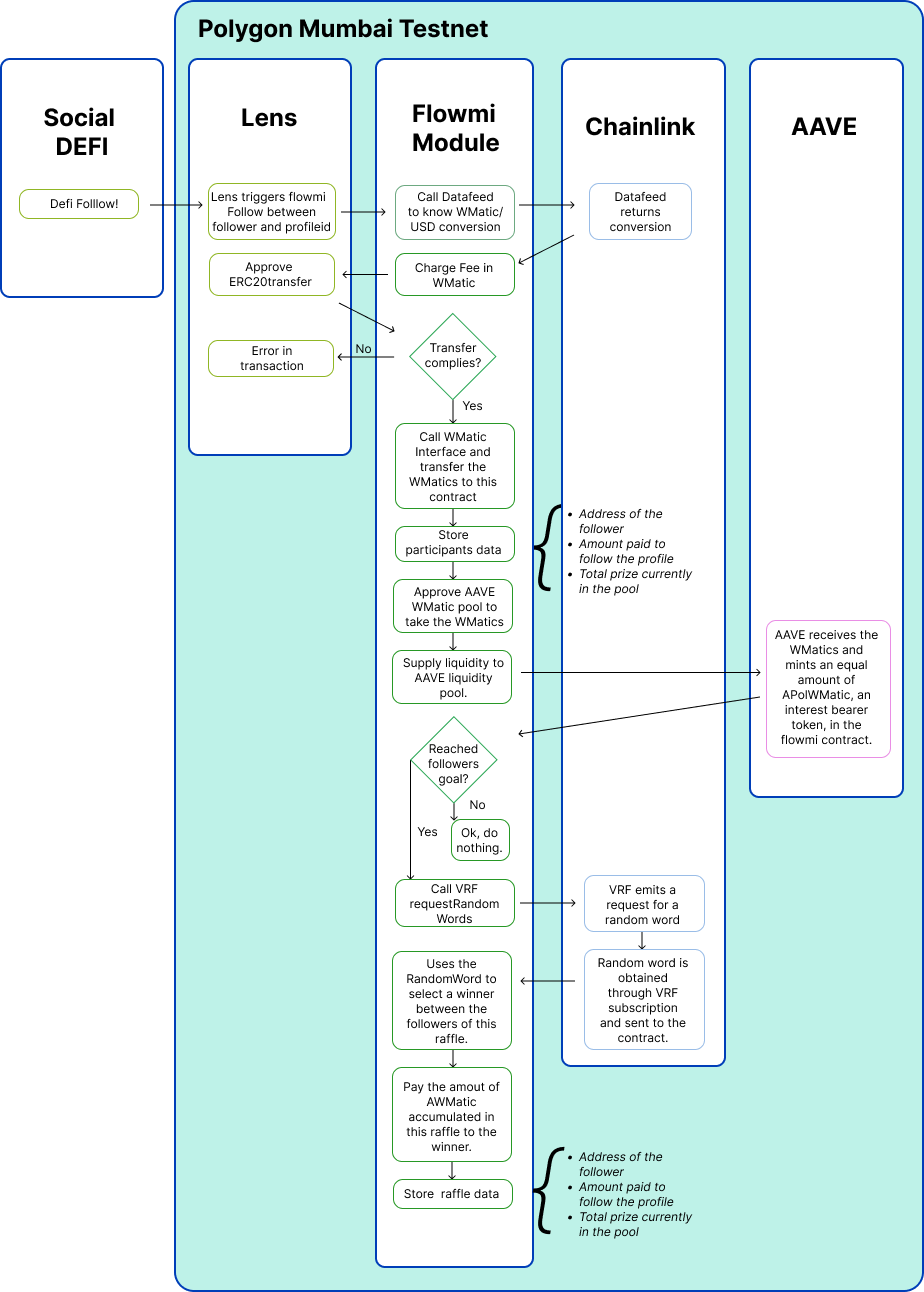 Polygon Mumbai Testnet
Social
DEFI
Lens
Flowmi
Module
Chainlink
AAVE
Defi Folllow!
Lens triggers flowmi
Follow between
follower and profileid
Call Datafeed
to know WMatic/
USD conversion
Datafeed
returns
conversion
Approve
ERC20transfer
Charge Fee in
WMatic
Transfer
complies?
No
Error in
transaction
Yes
Call WMatic
Interface and
transfer the
WMatics to this
contract
Store
participants data
• Address of the
follower
• Amount paid to
follow the profile
• Total prize currently
in the pool
Approve AAVE
WMatic pool to
take the WMatics
Supply liquidity to
AAVE liquidity
pool.
AAVE receives the
WMatics and
mints an equal
amount of
APolWMatic, an
interest bearer
token, in the
flowmi contract.
Reached
followers
goal?
No
Yes
Ok, do
nothing.
Call VRF
requestRandom
Words
VRF emits a
request for a
random word
Random word is
obtained
through VRF
subscription
and sent to the
contract.
Uses the
RandomWord to
select a winner
between the
followers of this
raffle.
Pay the amout of
AWMatic
accumulated in
this raffle to the
winner.
Store  raffle data
• Address of the
follower
• Amount paid to
follow the profile
• Total prize currently
in the pool